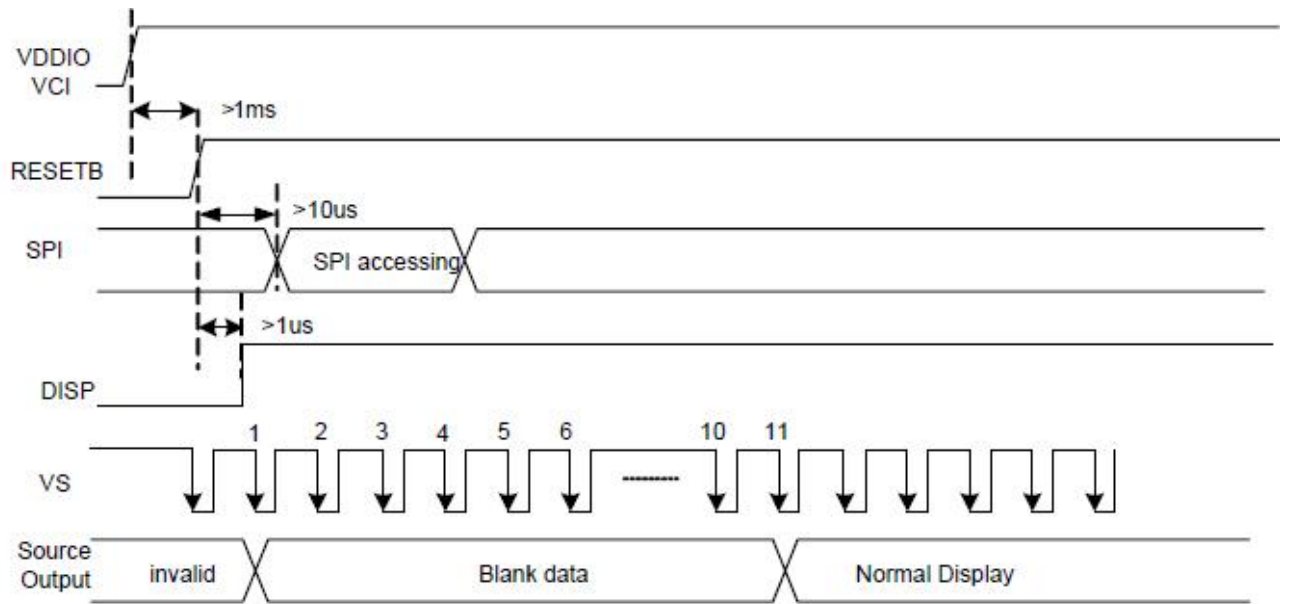 VDDIO
VCI
>1ms
RESETB
>10us
SPI
SPI accessing
>1us
DISP
1 2 3 4 5 6 10 11
VS
Source
Output
invalid
Blank data
Normal Display